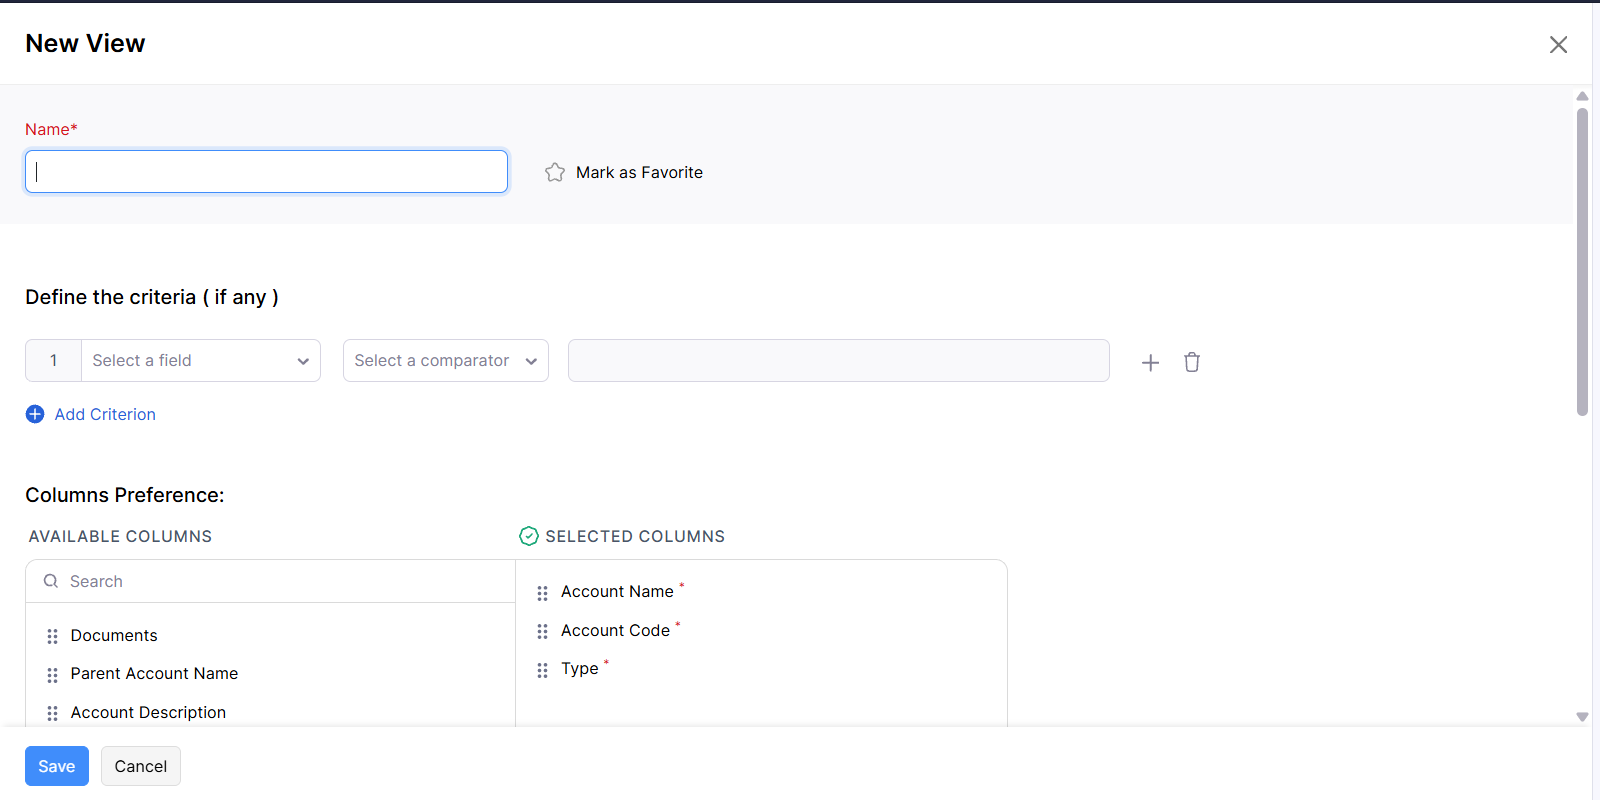 New View
Name*
Mark as Favorite
Define the criteria ( if any )
1 Select a field Select a comparator
Add Criterion
Columns Preference:
AVAILABLE COLUMNS SELECTED COLUMNS
Search
Account Name *
Account Code *
Type *
Documents
Parent Account Name
Account Description
Save Cancel